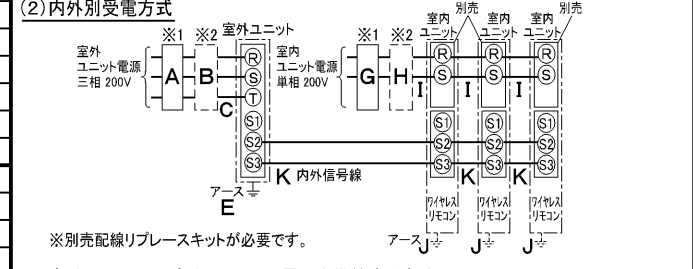 (2)内外別受電方式
※1 ※2 室外ユニット
室外
ユニット電源
三相 200V
A
B
C
R
S
T
S1
S2
S3
アース
E
※1 ※2
室内
ユニット電源
単相 200V
G
H
室内
ユニット
別売
室内
ユニット
室内
ユニット
別売
R
S
I
R
S
I
R
S
I
S1
S2
S3
S1
S2
S3
S1
S2
S3
K 内外信号線
K
K
ワイヤレス
リモコン
ワイヤレス
リモコン
ワイヤレス
リモコン
アース J
J
J
※別売配線リプレースキットが必要です。